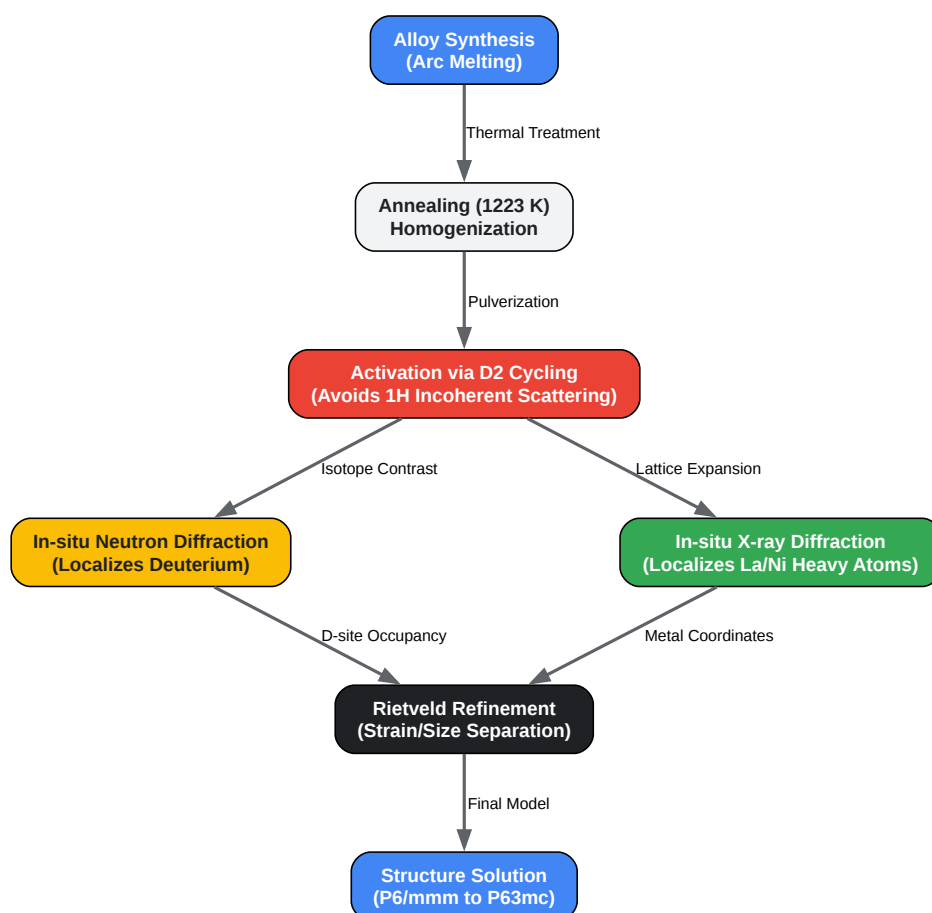 Alloy Synthesis
(Arc Melting)
Thermal Treatment
Annealing (1223 K)
Homogenization
Pulverization
Activation via D2 Cycling
(Avoids 1H Incoherent Scattering)
Isotope Contrast
Lattice Expansion
In-situ Neutron Diffraction
(Localizes Deuterium)
In-situ X-ray Diffraction
(Localizes La/Ni Heavy Atoms)
D-site Occupancy
Metal Coordinates
Rietveld Refinement
(Strain/Size Separation)
Final Model
Structure Solution
(P6/mmm to P63mc)